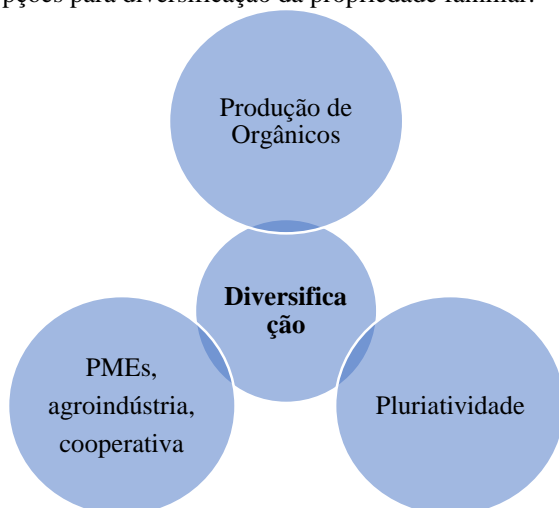 pções para diversificação da propriedade familiar.
Produção de
Orgânicos
Diversifica
ção
PMEs,
agroindústria,
cooperativa
Pluriatividade